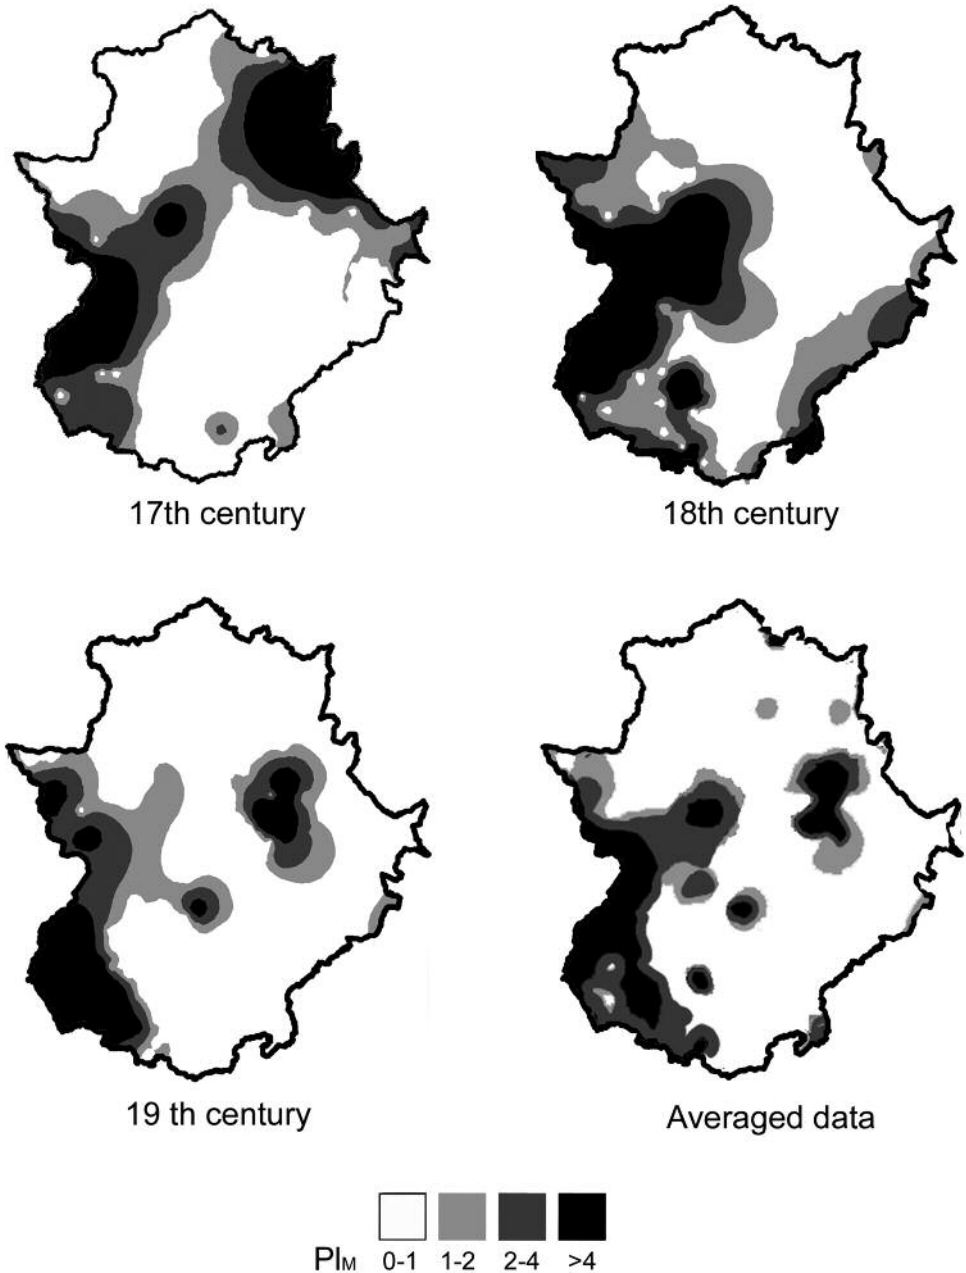 17th century
18th century
19 th century
Averaged data
PIM 0-1 1-2 2-4 >4